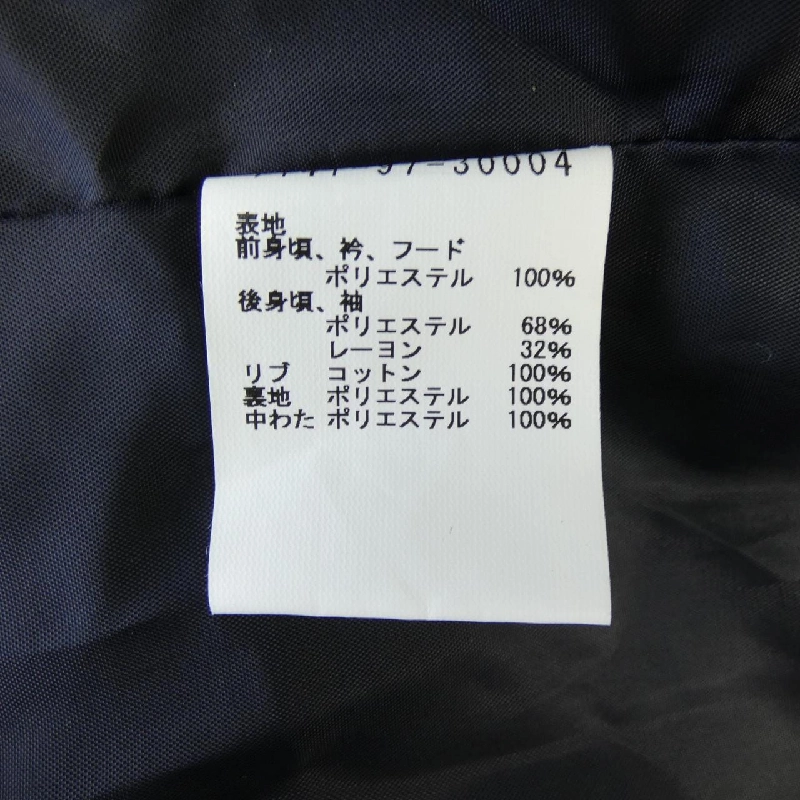 97-30004
表地
前身頃、衿、フード
ポリエステル 100%
後身頃、袖
ポリエステル 68%
レーヨン 32%
リブ コットン 100%
裏地 ポリエステル 100%
中わた ポリエステル 100%